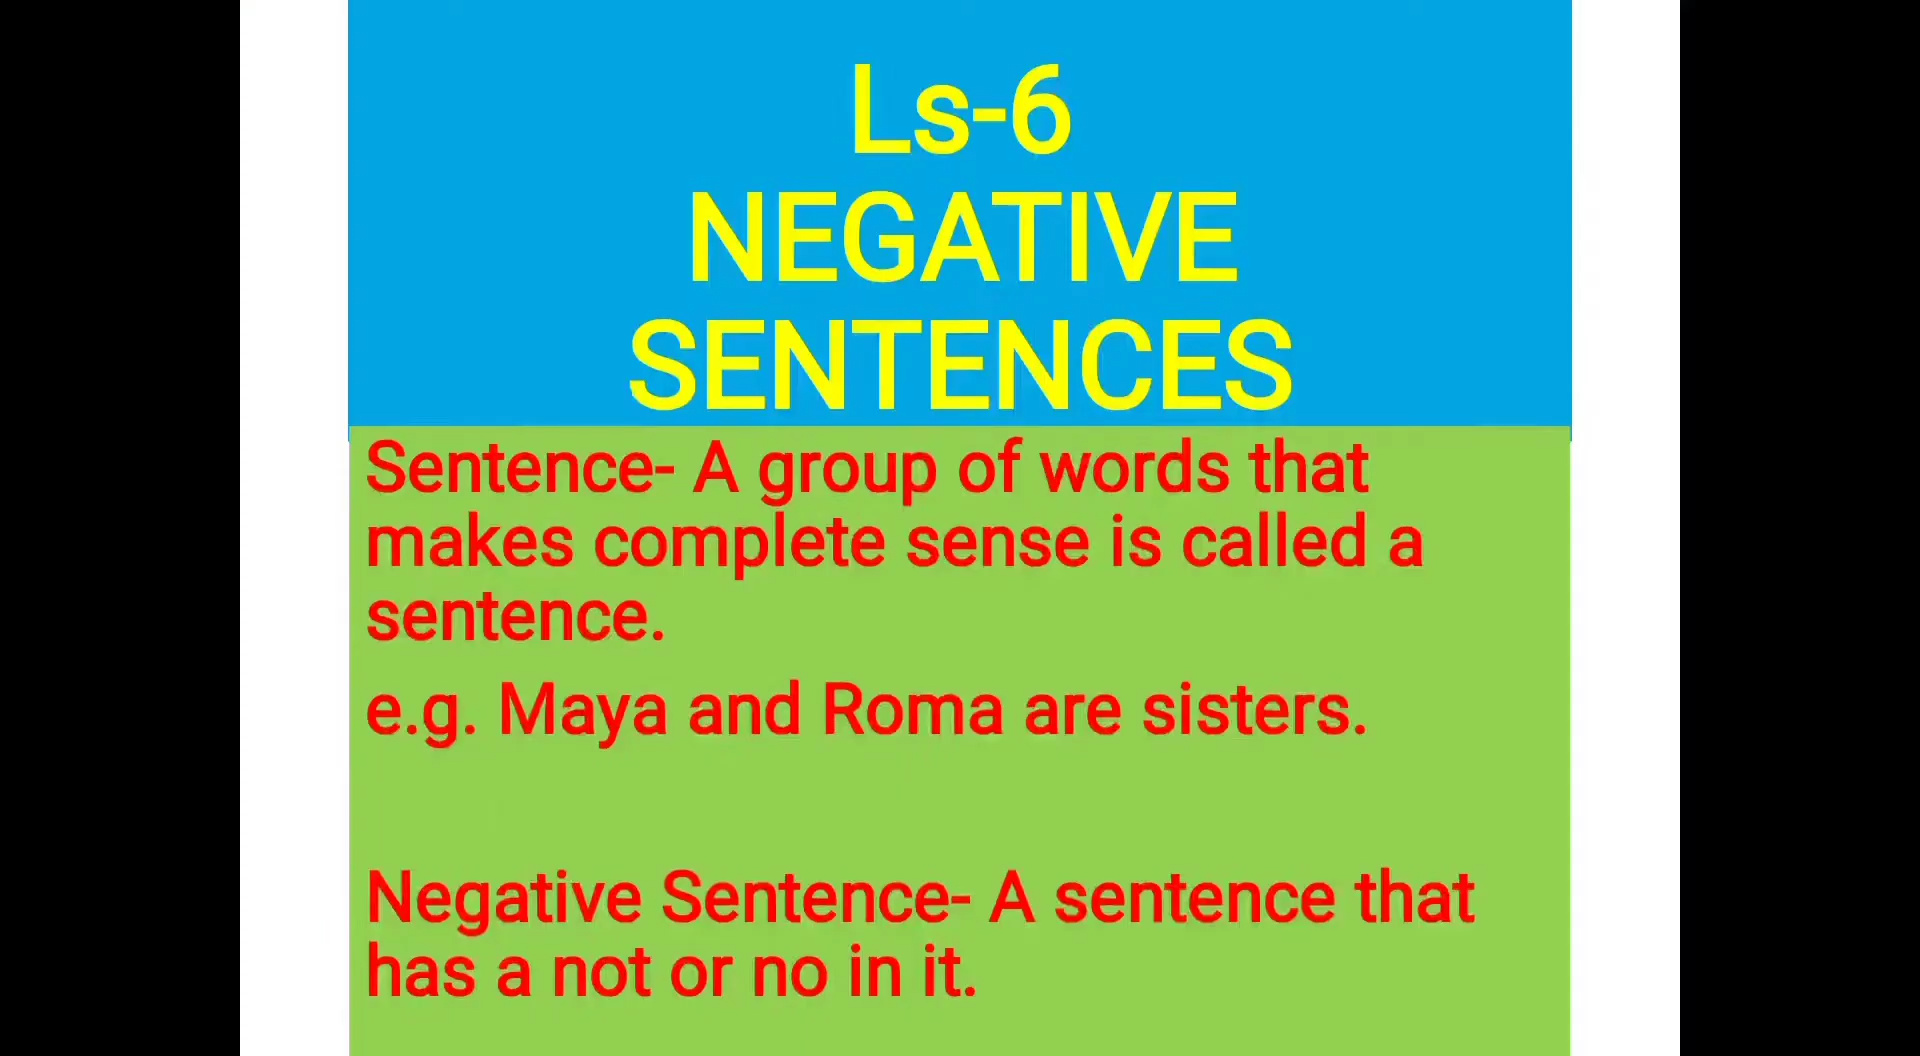 Ls-6
NEGATIVE
SENTENCES
Sentence- A group of words that
makes complete sense is called a
sentence.
e.g. Maya and Roma are sisters.
Negative Sentence- A sentence that
has a not or no in it.